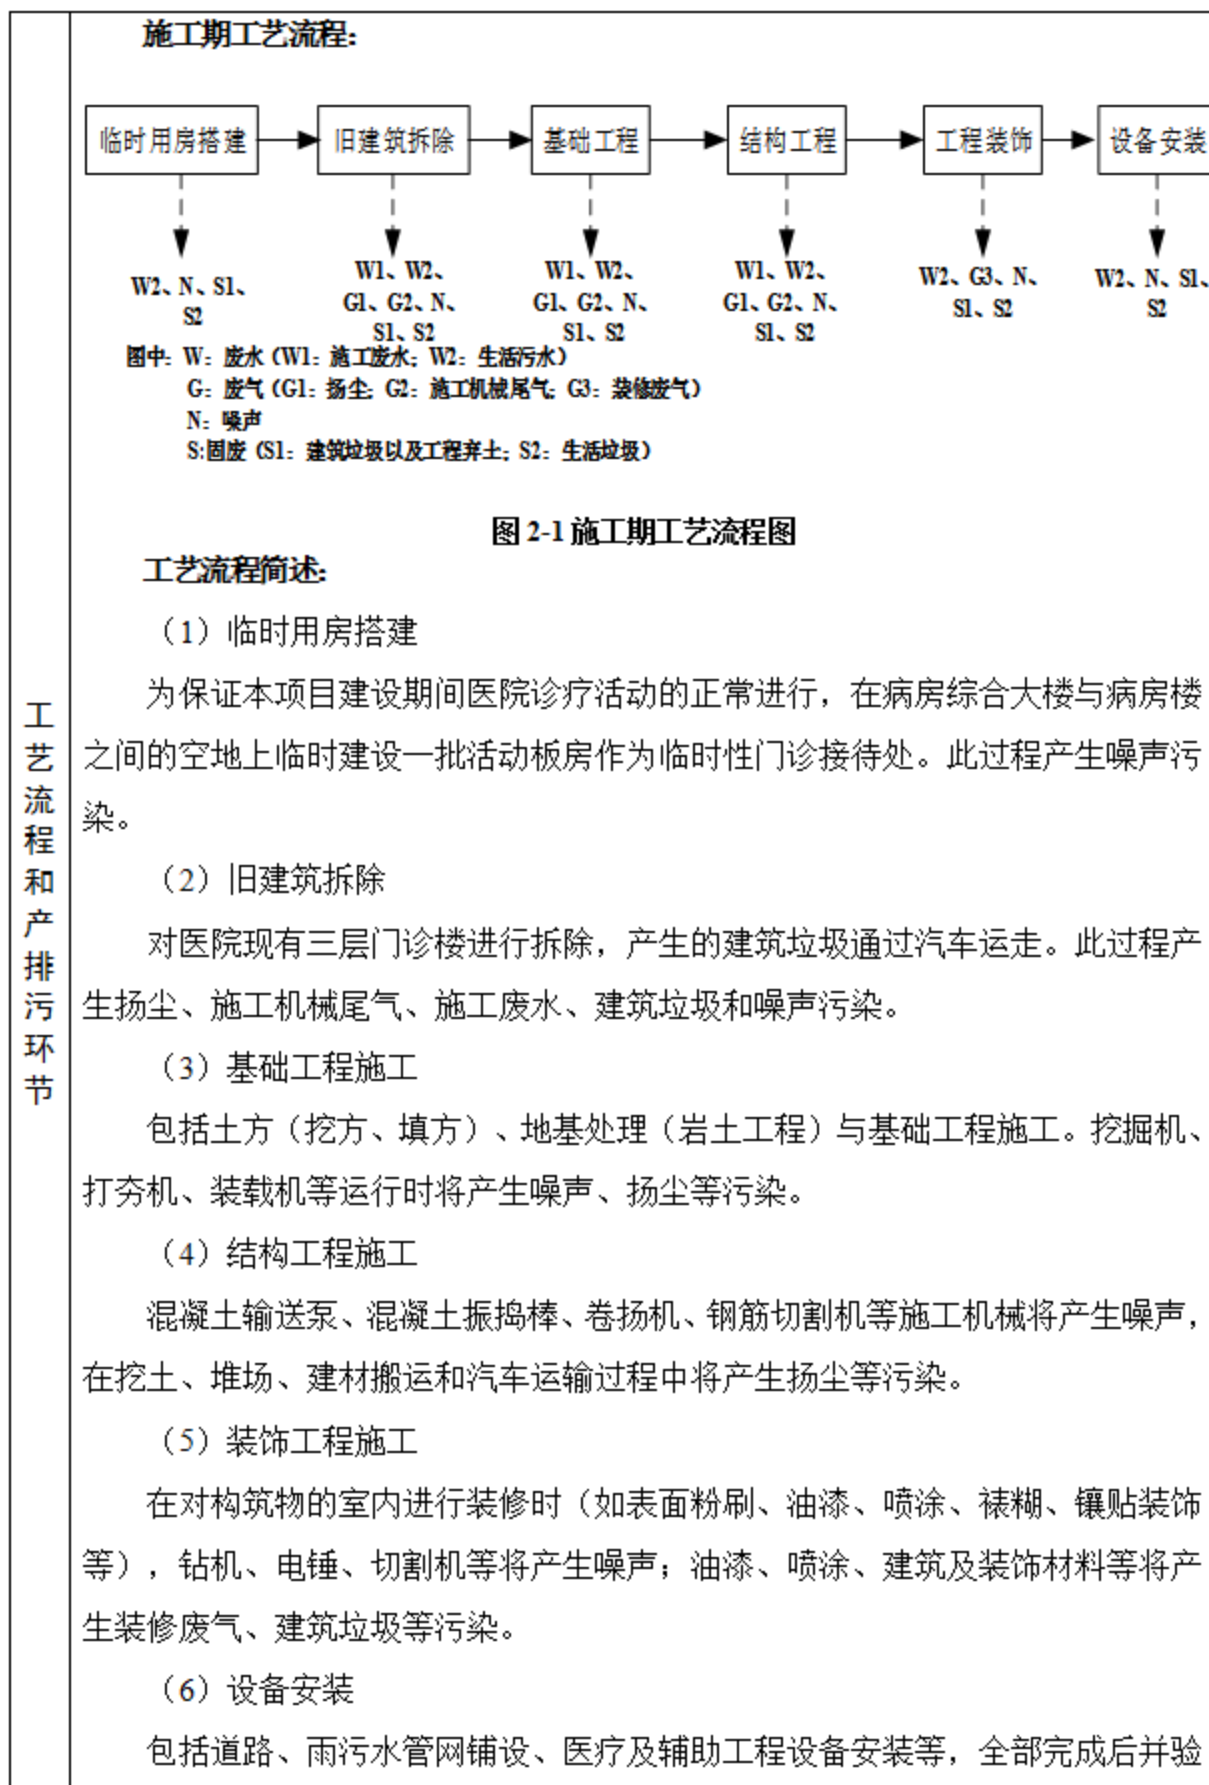 施工期工艺流程：
临时用房搭建
旧建筑拆除
基础工程
结构工程
工程装饰
设备安装
W2、N、S1、
S2
W1、W2、
G1、G2、N、
S1、S2
W1、W2、
G1、G2、N、
S1、S2
W1、W2、
G1、G2、N、
S1、S2
W2、G3、N、
S1、S2
W2、N、S1、
S2
图中：W：废水（W1：施工废水；W2：生活污水）
G：废气（G1：扬尘；G2：施工机械尾气；G3：装修废气）
N：噪声
S:固废（S1：建筑垃圾以及工程弃土；S2：生活垃圾）
图 2-1 施工期工艺流程图
工艺流程和产排污环节
工艺流程简述：
（1）临时用房搭建
为保证本项目建设期间医院诊疗活动的正常进行，在病房综合大楼与病房楼
之间的空地上临时建设一批活动板房作为临时性门诊接待处。此过程产生噪声污
染。
（2）旧建筑拆除
对医院现有三层门诊楼进行拆除，产生的建筑垃圾通过汽车运走。此过程产
生扬尘、施工机械尾气、施工废水、建筑垃圾和噪声污染。
（3）基础工程施工
包括土方（挖方、填方）、地基处理（岩土工程）与基础工程施工。挖掘机、
打夯机、装载机等运行时将产生噪声、扬尘等污染。
（4）结构工程施工
混凝土输送泵、混凝土振捣棒、卷扬机、钢筋切割机等施工机械将产生噪声，
在挖土、堆场、建材搬运和汽车运输过程中将产生扬尘等污染。
（5）装饰工程施工
在对构筑物的室内进行装修时（如表面粉刷、油漆、喷涂、裱糊、镶贴装饰
等），钻机、电锤、切割机等将产生噪声；油漆、喷涂、建筑及装饰材料等将产
生装修废气、建筑垃圾等污染。
（6）设备安装
包括道路、雨污水管网铺设、医疗及辅助工程设备安装等，全部完成后并验